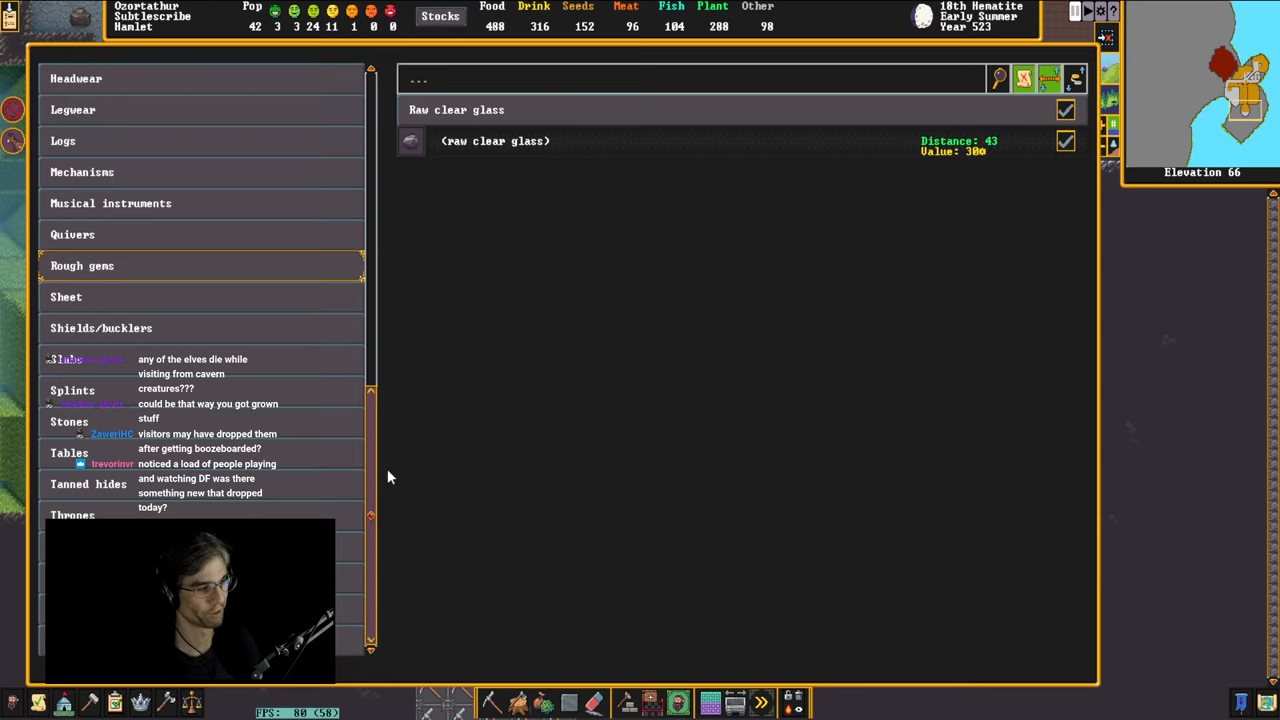 Ozortathur
Subtlescribe
Hamlet
Pop
42 3 3 24 11 1 0 0
Stocks
Food Drink Seeds Meat Fish Plant Other
488 316 152 96 104 288 98
18th Hematite
Early Summer
Year 523
Elevation 66
Headwear
Legwear
Logs
Mechanisms
Musical instruments
Quivers
Rough gems
Sheet
Shields/bucklers
Splints
Stones
Tables
Tanned hides
Thrones
---
Raw clear glass
(raw clear glass)
Distance: 43
Value: 30
any of the elves die while
visiting from cavern
creatures???
could be that way you got grown
stuff
ZaweriHC visitors may have dropped them
after getting boozeboarded?
trevorinvr noticed a load of people playing
and watching DF was there
something new that dropped
today?
FPS: 80 (58)